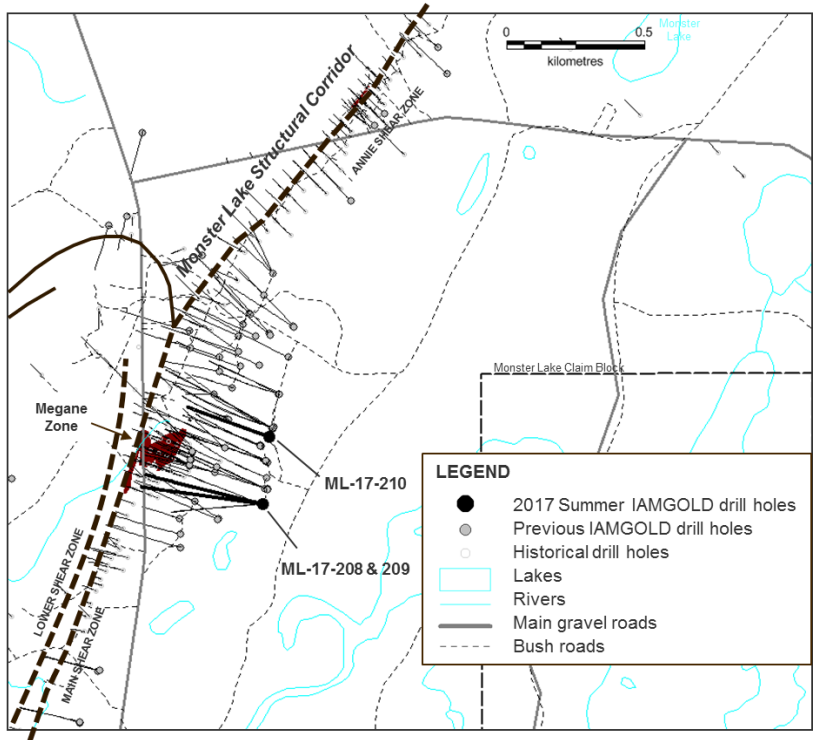 0
0.5
kilometres
Monster
Lake
Monster Lake Structural Corridor
ANNIE SHEAR ZONE
Monster Lake Claim Block
Megane
Zone
ML-17-210
ML-17-208 & 209
LOWER SHEAR ZONE
MAIN SHEAR ZONE
LEGEND
2017 Summer IAMGOLD drill holes
Previous IAMGOLD drill holes
Historical drill holes
Lakes
Rivers
Main gravel roads
Bush roads